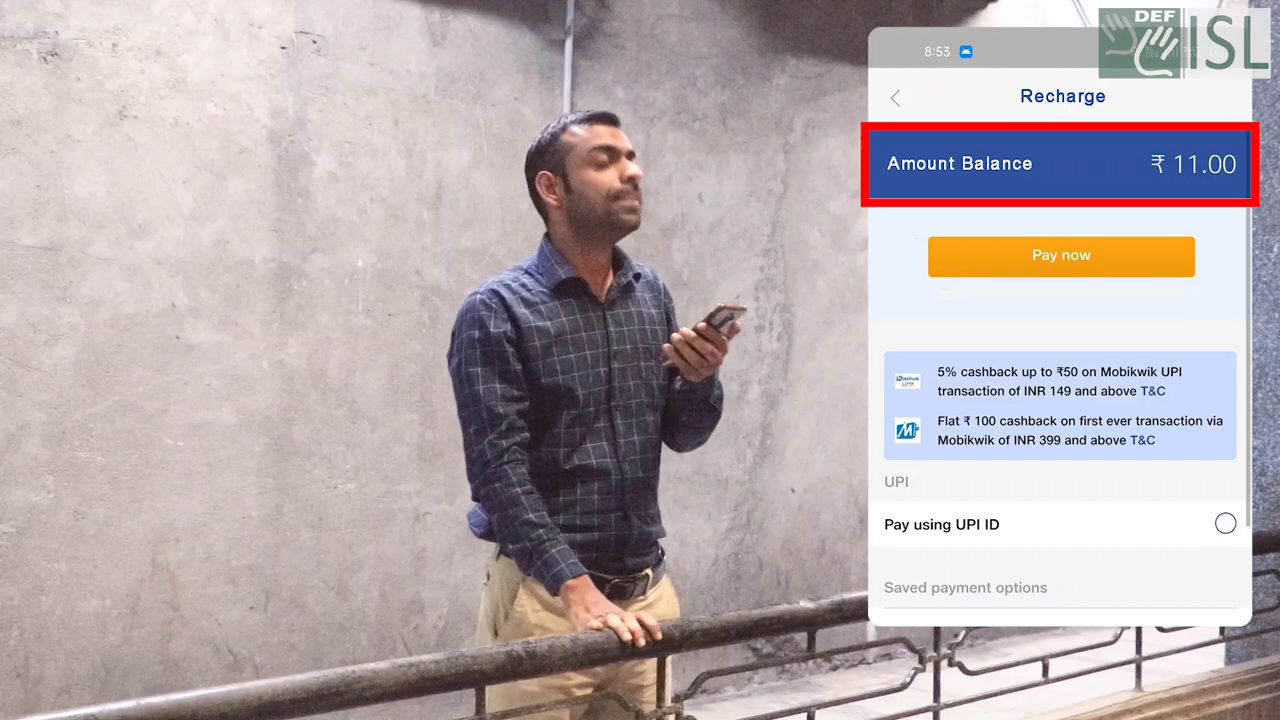 DEF
ISL
8:53
Recharge
Amount Balance ₹ 11.00
Pay now
5% cashback up to ₹50 on Mobikwik UPI
transaction of INR 149 and above T&C
Flat ₹ 100 cashback on first ever transaction via
Mobikwik of INR 399 and above T&C
UPI
Pay using UPI ID
Saved payment options